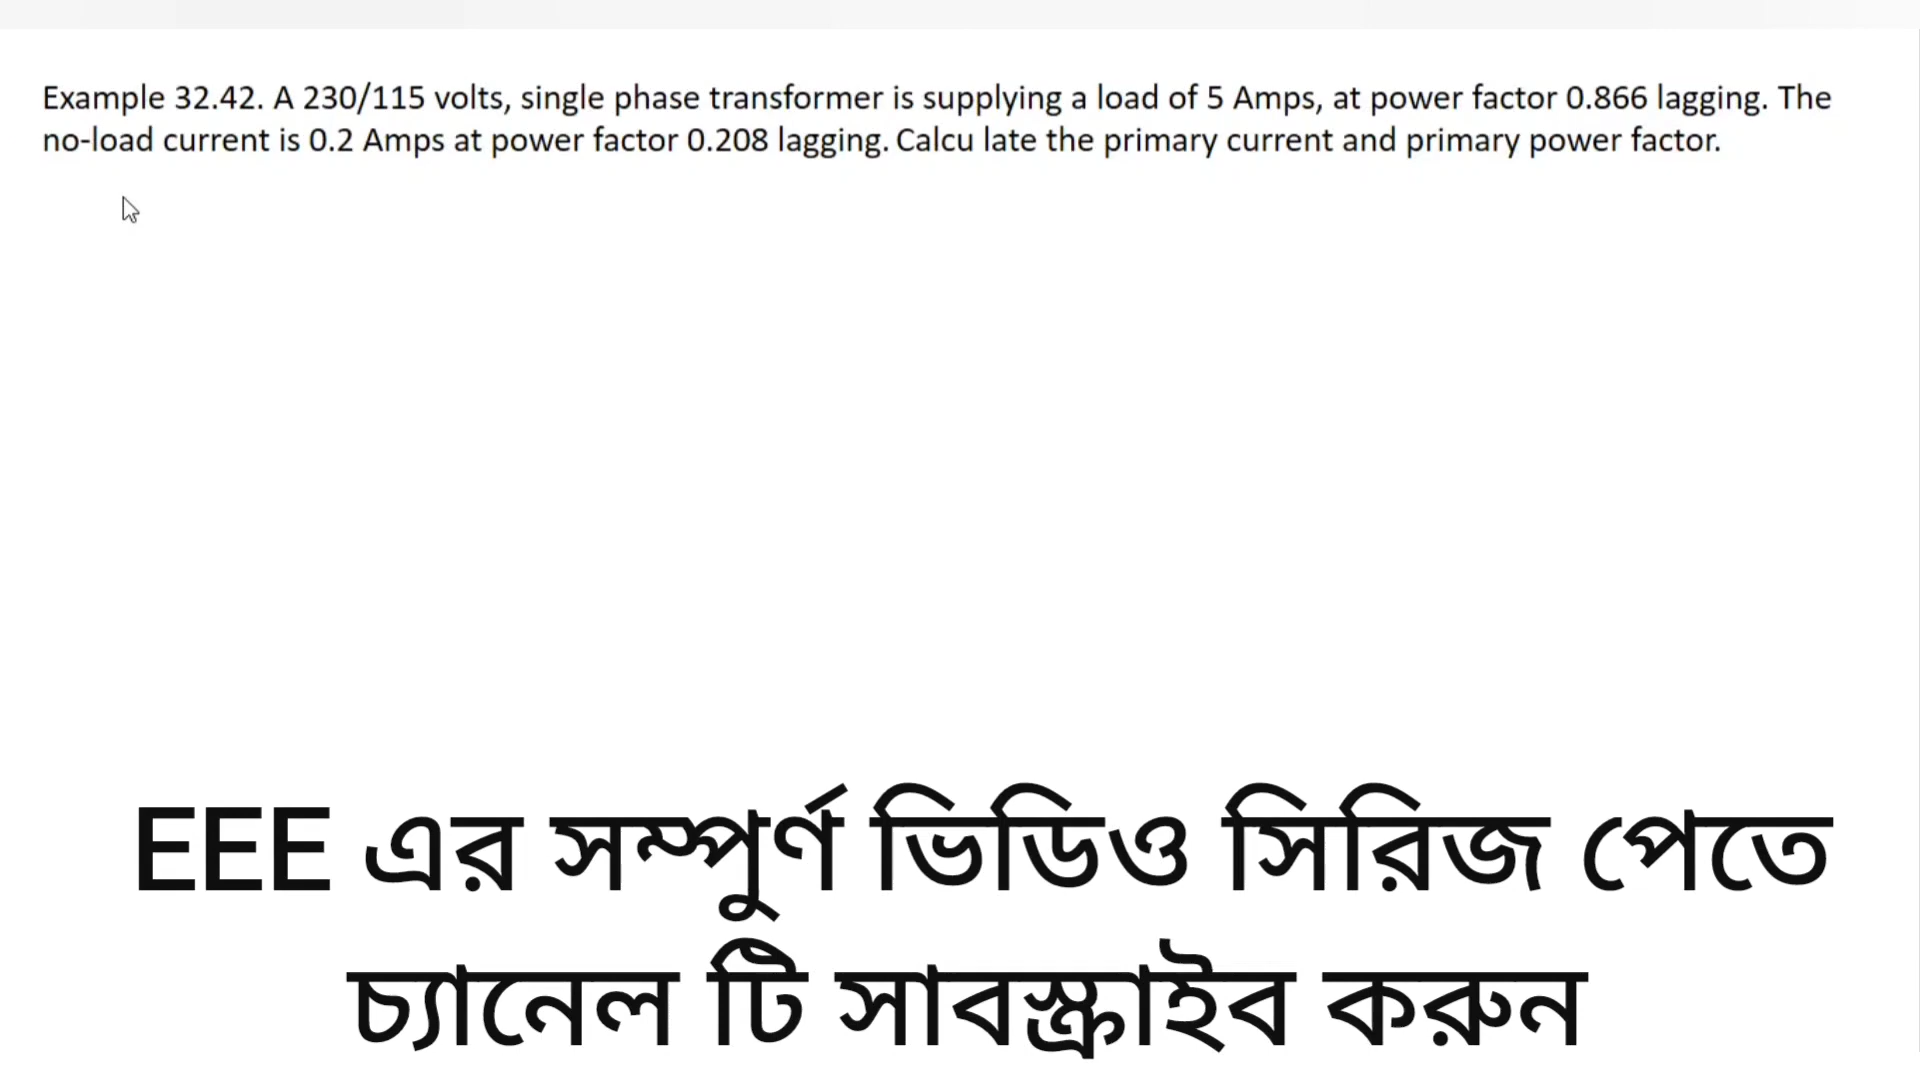 Example 32.42. A 230/115 volts, single phase transformer is supplying a load of 5 Amps, at power factor 0.866 lagging. The
no-load current is 0.2 Amps at power factor 0.208 lagging. Calcu late the primary current and primary power factor.
EEE এর সম্পুর্ণ ভিডিও সিরিজ পেতে
চ্যানেল টি সাবস্ক্রাইব করুন